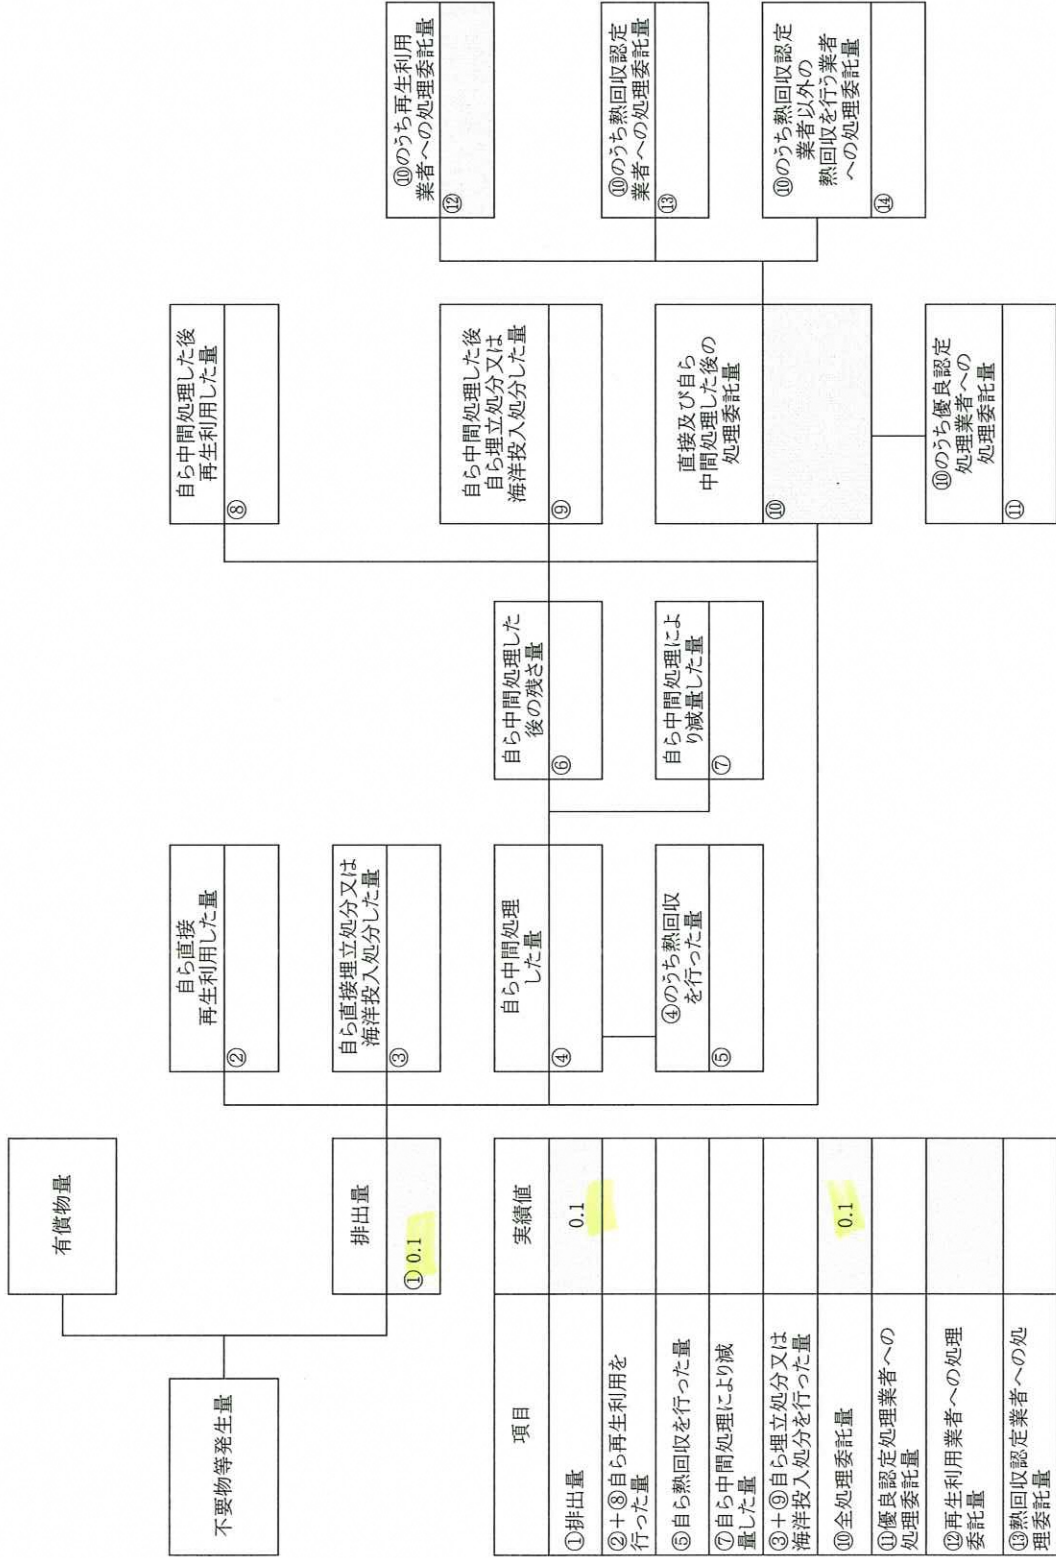 有償物量
不要物等発生量
排出量
① 0.1
自ら直接
再生利用した量
②
自ら直接埋立処分又は
海洋投入処分した量
③
自ら中間処理
した量
④
④のうち熱回収
を行った量
⑤
自ら中間処理した
後の残さ量
⑥
自ら中間処理によ
り減量した量
⑦
自ら中間処理した後
再生利用した量
⑧
自ら中間処理した後
自ら埋立処分又は
海洋投入処分した量
⑨
直接及び自ら
中間処理した後の
処理委託量
⑩
⑩のうち優良認定
処理業者への
処理委託量
⑪
⑩のうち再生利用
業者への処理委託量
⑫
⑩のうち熱回収認定
業者への処理委託量
⑬
⑩のうち熱回収認定
業者以外の
熱回収を行う業者
への処理委託量
⑭
項目
実績値
①排出量
0.1
②＋⑧自ら再生利用を
行った量
⑤自ら熱回収を行った量
⑦自ら中間処理により減
量した量
③＋⑨自ら埋立処分又は
海洋投入処分を行った量
⑩全処理委託量
0.1
⑪優良認定処理業者への
処理委託量
⑫再生利用業者への処理
委託量
⑬熱回収認定業者への処
理委託量